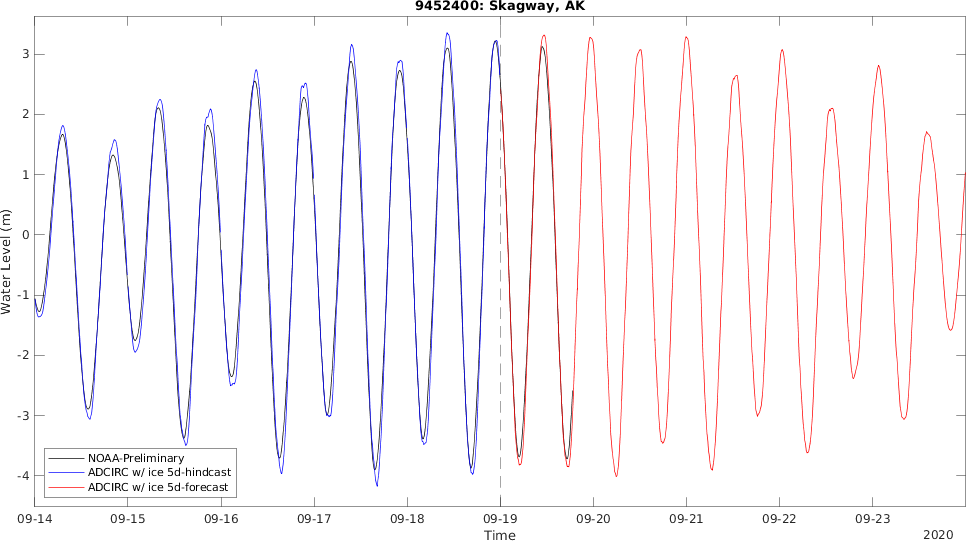 9452400: Skagway, AK
3
2
1
0
-1
-2
-3
-4
Water Level (m)
NOAA-Preliminary
ADCIRC w/ ice 5d-hindcast
ADCIRC w/ ice 5d-forecast
09-14 09-15 09-16 09-17 09-18 09-19 09-20 09-21 09-22 09-23
Time
2020